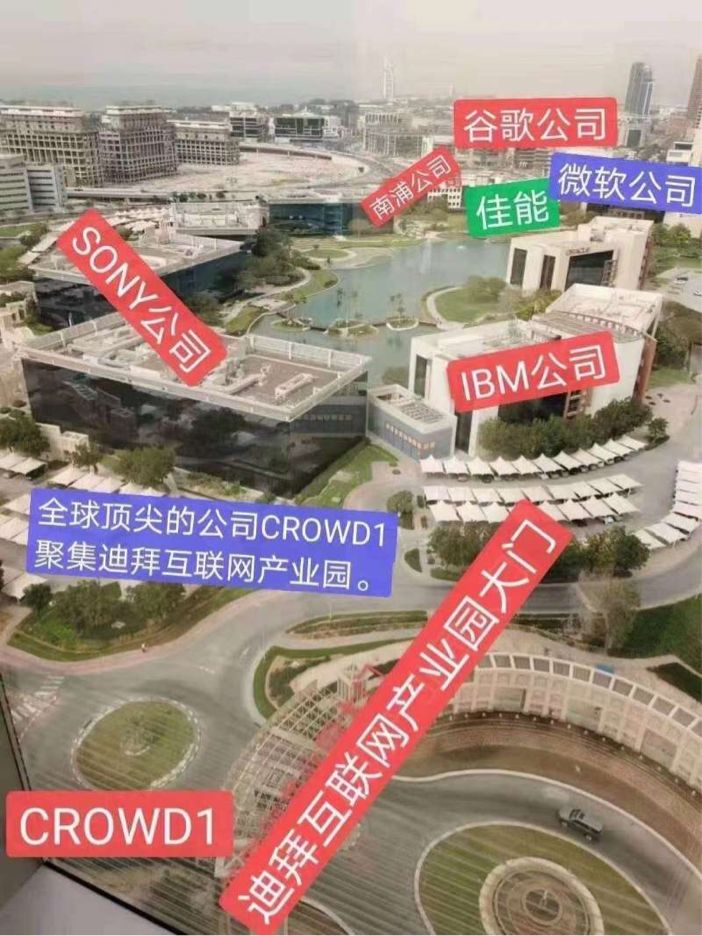 谷歌公司
南浦公司
微软公司
佳能
SONY公司
IBM公司
全球顶尖的公司CROWD1
聚集迪拜互联网产业园。
迪拜互联网产业园大门
CROWD1